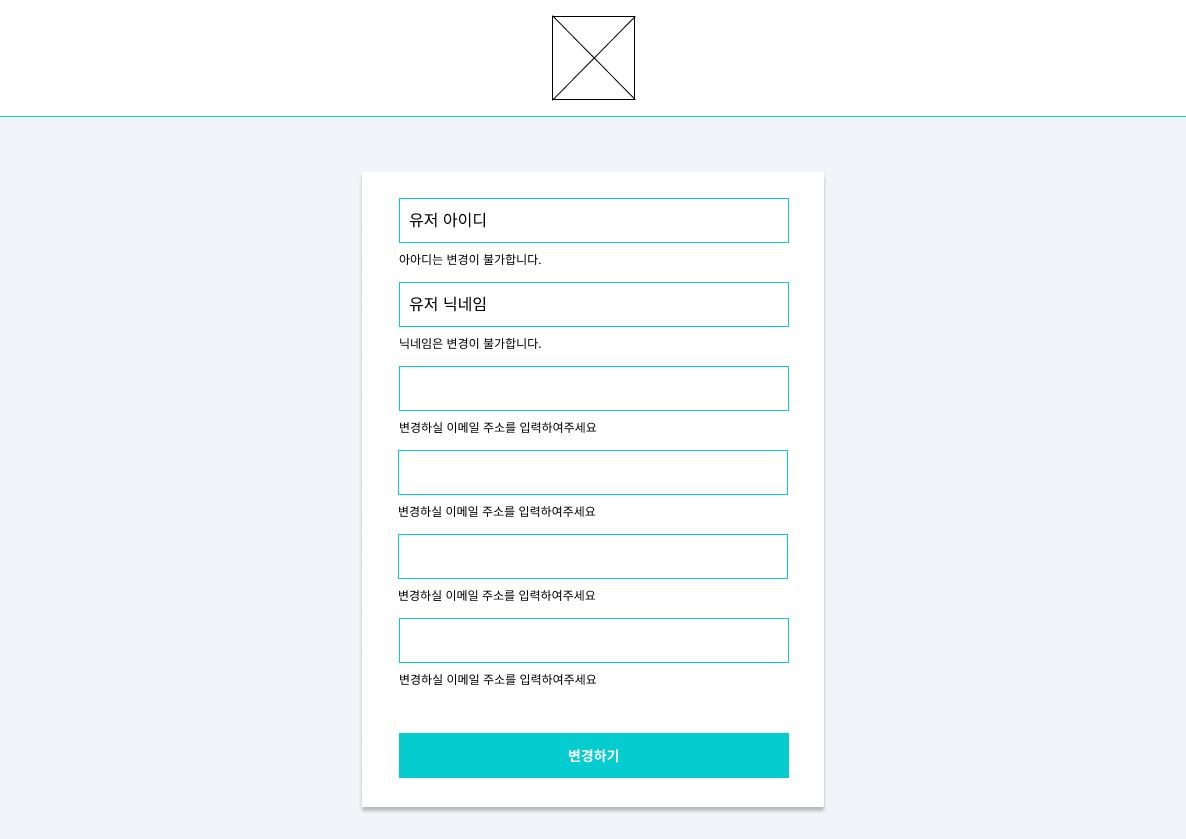 유저 아이디
아아디는 변경이 불가합니다.
유저 닉네임
닉네임은 변경이 불가합니다.
변경하실 이메일 주소를 입력하여주세요
변경하실 이메일 주소를 입력하여주세요
변경하실 이메일 주소를 입력하여주세요
변경하실 이메일 주소를 입력하여주세요
변경하기